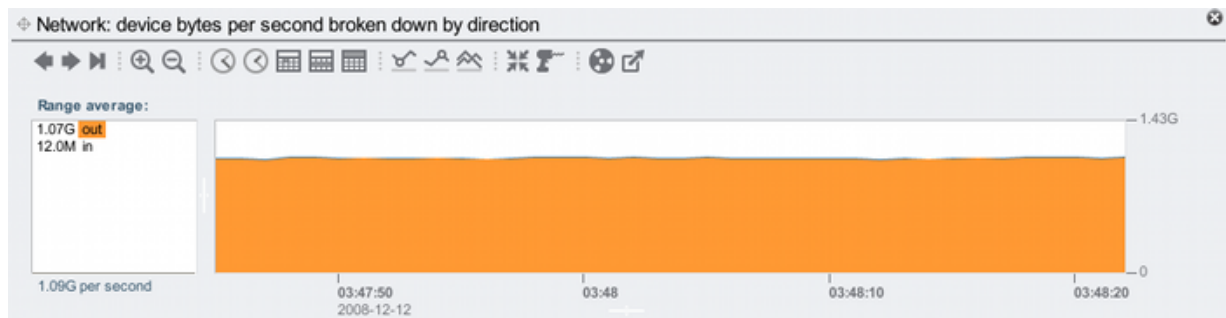 Network: device bytes per second broken down by direction
Range average:
1.07G out
12.0M in
1.09G per second
1.43G
0
03:47:50
2008-12-12
03:48
03:48:10
03:48:20